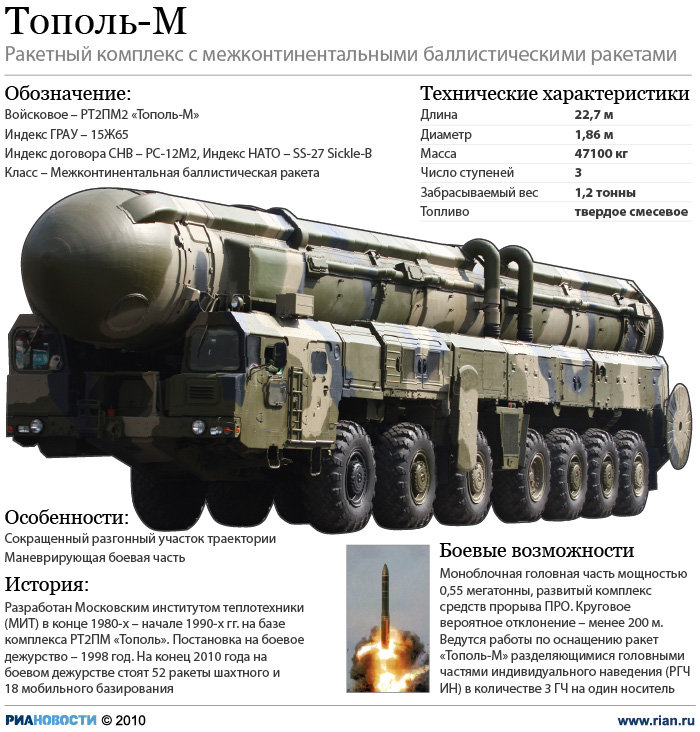 Тополь-М
Ракетный комплекс с межконтинентальными баллистическими ракетами
Обозначение:
Войсковое – РТ2ПМ2 «Тополь-М»
Индекс ГРАУ – 15Ж65
Индекс договора СНВ – РС-12М2, Индекс НАТО – SS-27 Sickle-B
Класс – Межконтинентальная баллистическая ракета
Технические характеристики
Длина 22,7 м
Диаметр 1,86 м
Масса 47100 кг
Число ступеней 3
Забрасываемый вес 1,2 тонны
Топливо твердое смесевое
Особенности:
Сокращенный разгонный участок траектории
Маневрирующая боевая часть
История:
Разработан Московским институтом теплотехники
(МИТ) в конце 1980-х – начале 1990-х гг. на базе
комплекса РТ2ПМ «Тополь». Постановка на боевое
дежурство – 1998 год. На конец 2010 года на
боевом дежурстве стоят 52 ракеты шахтного и
18 мобильного базирования
Боевые возможности
Моноблочная головная часть мощностью
0,55 мегатонны, развитый комплекс
средств прорыва ПРО. Круговое
вероятное отклонение – менее 200 м.
Ведутся работы по оснащению ракет
«Тополь-М» разделяющимися головными
частями индивидуального наведения (РГЧ
ИН) в количестве 3 ГЧ на один носитель
РИАНОВОСТИ © 2010
www.rian.ru